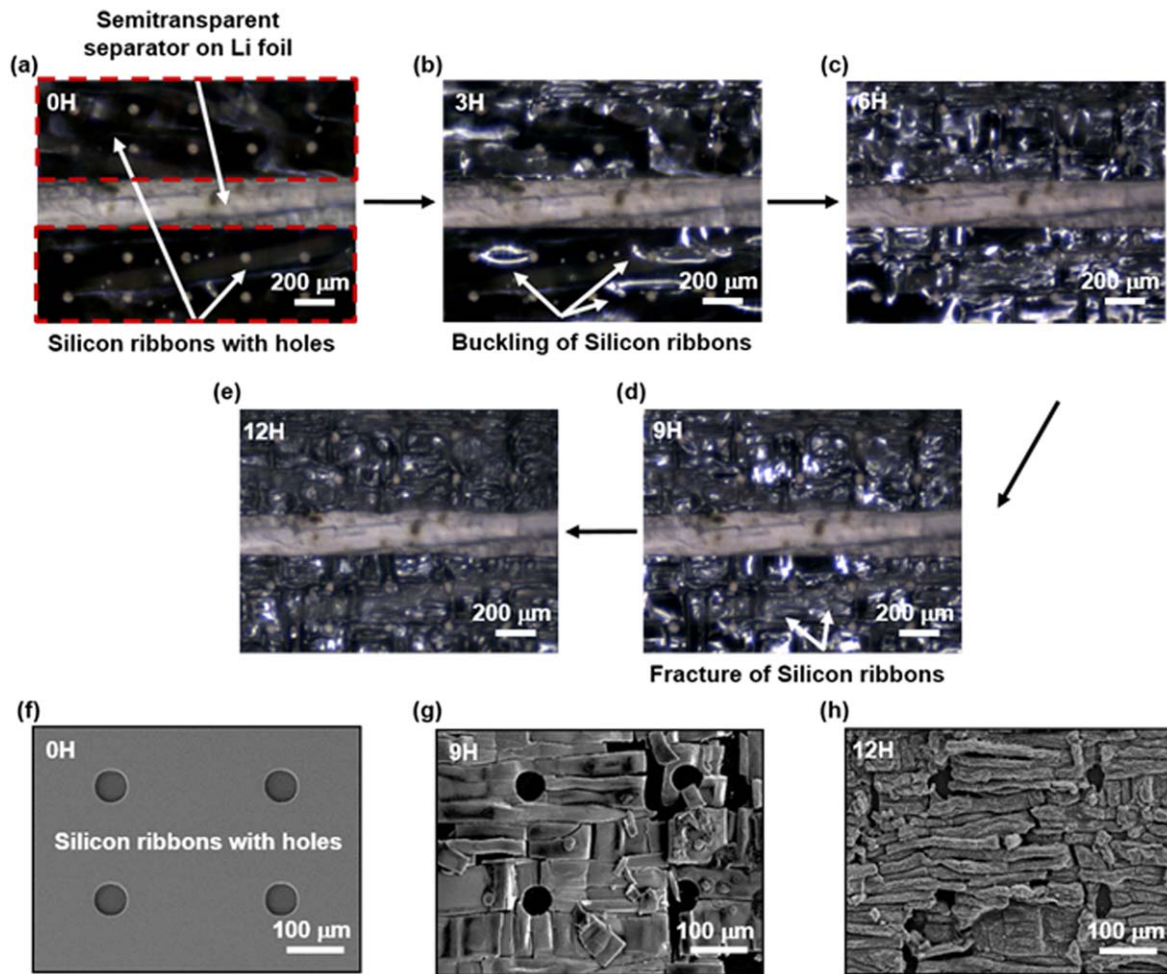 Semitransparent
separator on Li foil
(a)
0H
200 μm
Silicon ribbons with holes
(b)
3H
200 μm
Buckling of Silicon ribbons
(c)
6H
200 μm
(e)
12H
200 μm
(d)
9H
200 μm
Fracture of Silicon ribbons
(f)
0H
Silicon ribbons with holes
100 μm
(g)
9H
100 μm
(h)
12H
100 μm